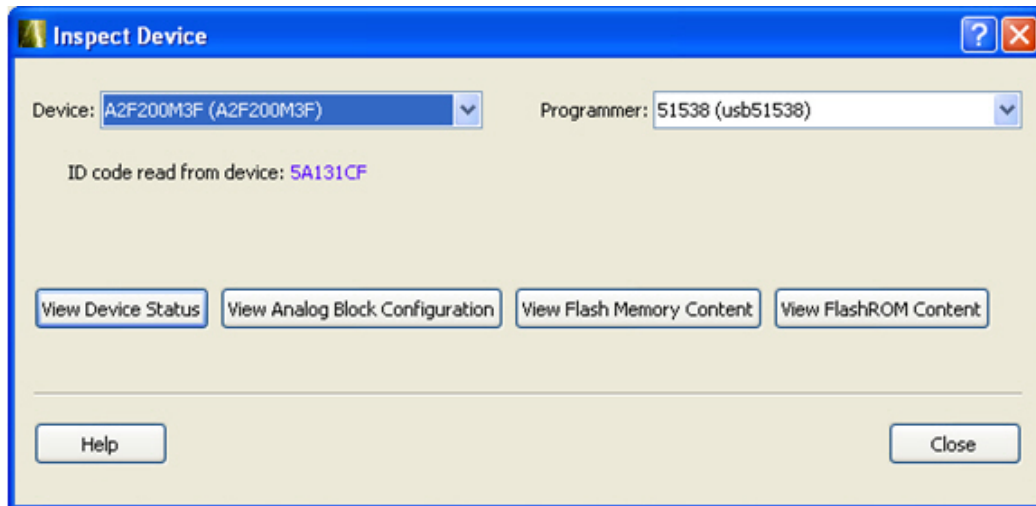 Inspect Device
Device: A2F200M3F (A2F200M3F) Programmer: 51538 (usb51538)
ID code read from device: 5A131CF
View Device Status View Analog Block Configuration View Flash Memory Content View FlashROM Content
Help Close